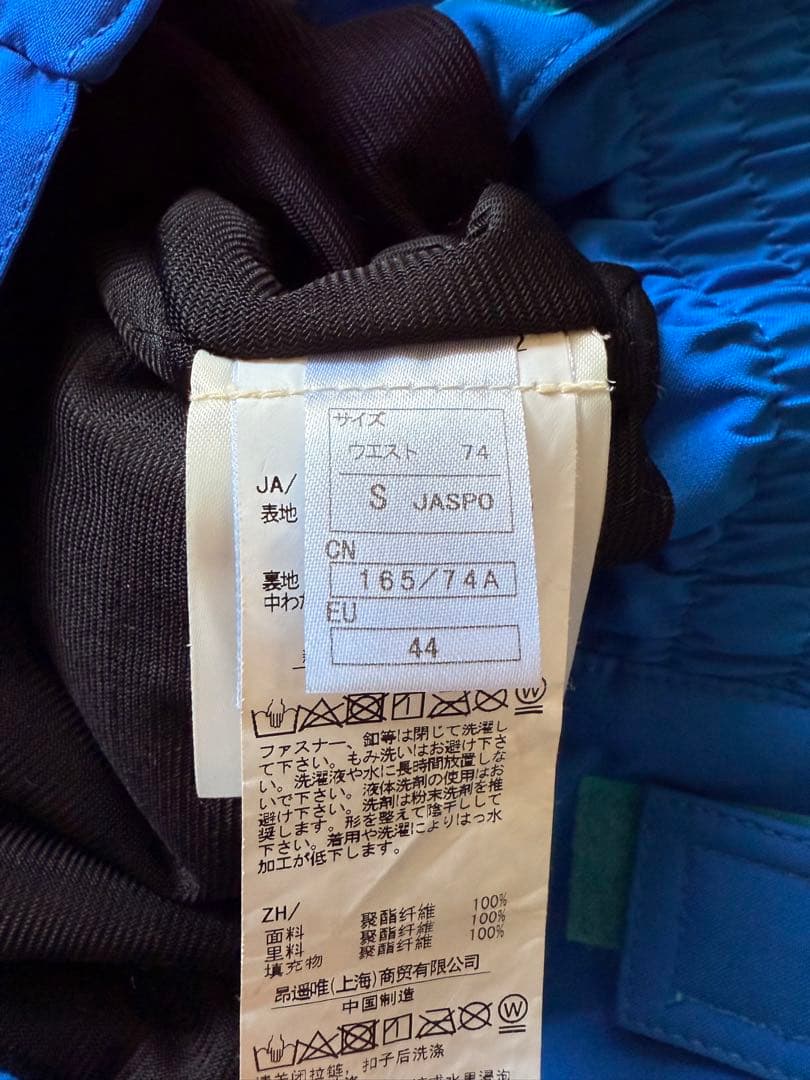 2
サイズ
ウエスト 74
S JASPO
CN
165/74A
EU
44
JA/
表地
裏地
中わた
ファスナー、釦等は閉じて洗濯し
て下さい。もみ洗いはお避け下さ
い。洗濯液や水に長時間放置しな
いで下さい。液体洗剤の使用はお
避け下さい。洗剤は粉末洗剤を推
奨します。形を整えて陰干しして
下さい。着用や洗濯によりはっ水
加工が低下します。
ZH/
面料 聚酯纤维 100%
里料 聚酯纤维 100%
填充物 聚酯纤维 100%
昂遛唯(上海)商贸有限公司
中国制造
请关闭拉链，扣子后洗涤